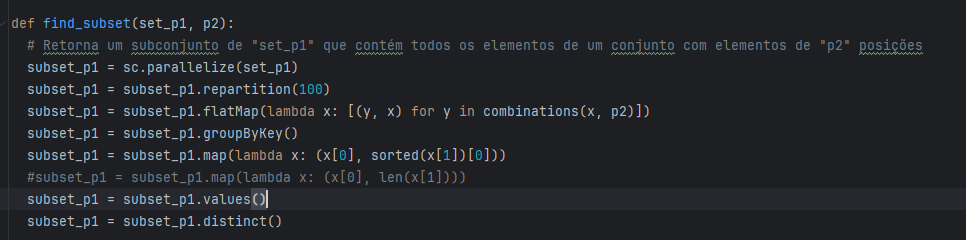 def find_subset(set_p1, p2):
# Retorna um subconjunto de "set_p1" que contém todos os elementos de um conjunto com elementos de "p2" posições
subset_p1 = sc.parallelize(set_p1)
subset_p1 = subset_p1.repartition(100)
subset_p1 = subset_p1.flatMap(lambda x: [(y, x) for y in combinations(x, p2)])
subset_p1 = subset_p1.groupByKey()
subset_p1 = subset_p1.map(lambda x: (x[0], sorted(x[1])[0]))
#subset_p1 = subset_p1.map(lambda x: (x[0], len(x[1])))
subset_p1 = subset_p1.values()
subset_p1 = subset_p1.distinct()